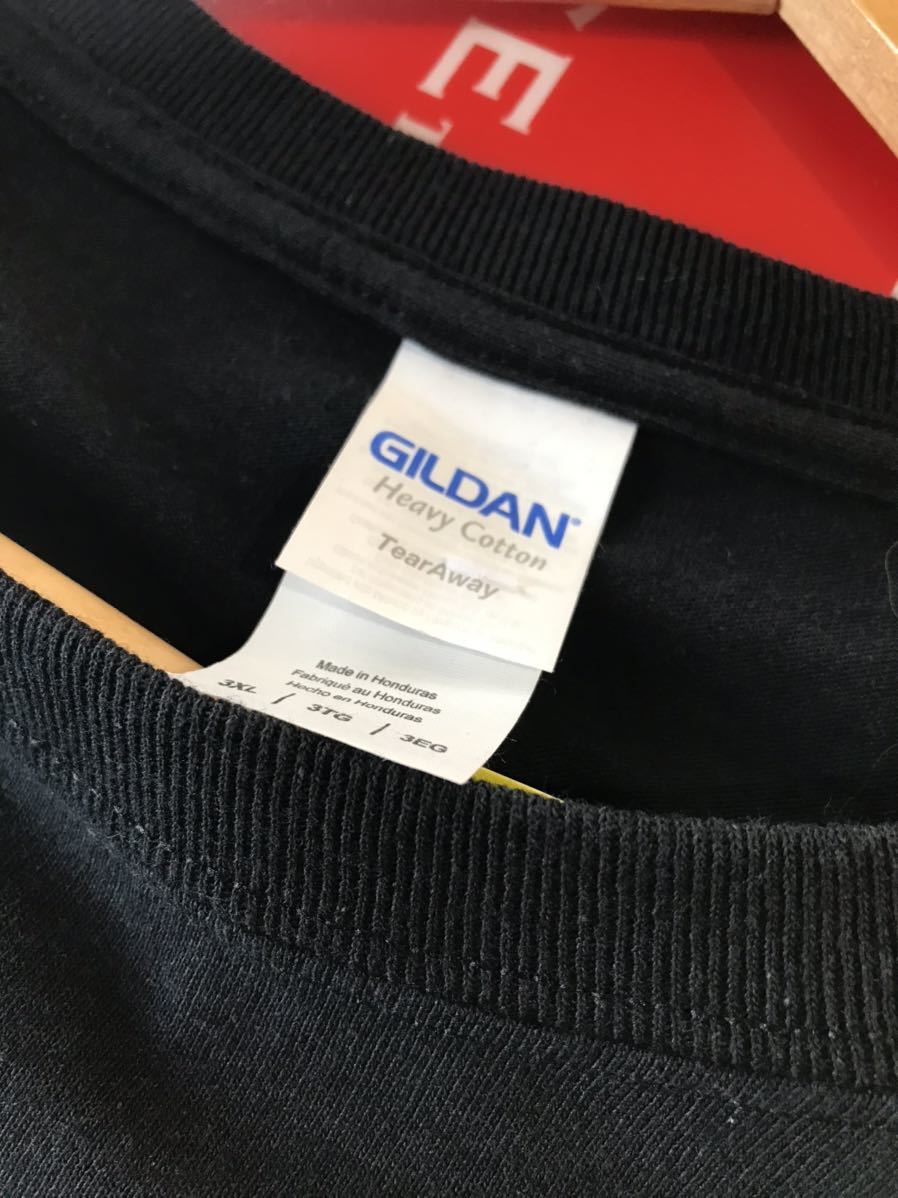 E
GILDAN
Heavy Cotton
TearAway
Made in Honduras
Fabriqué au Honduras
Hecho en Honduras
3XL / 3TG / 3EG